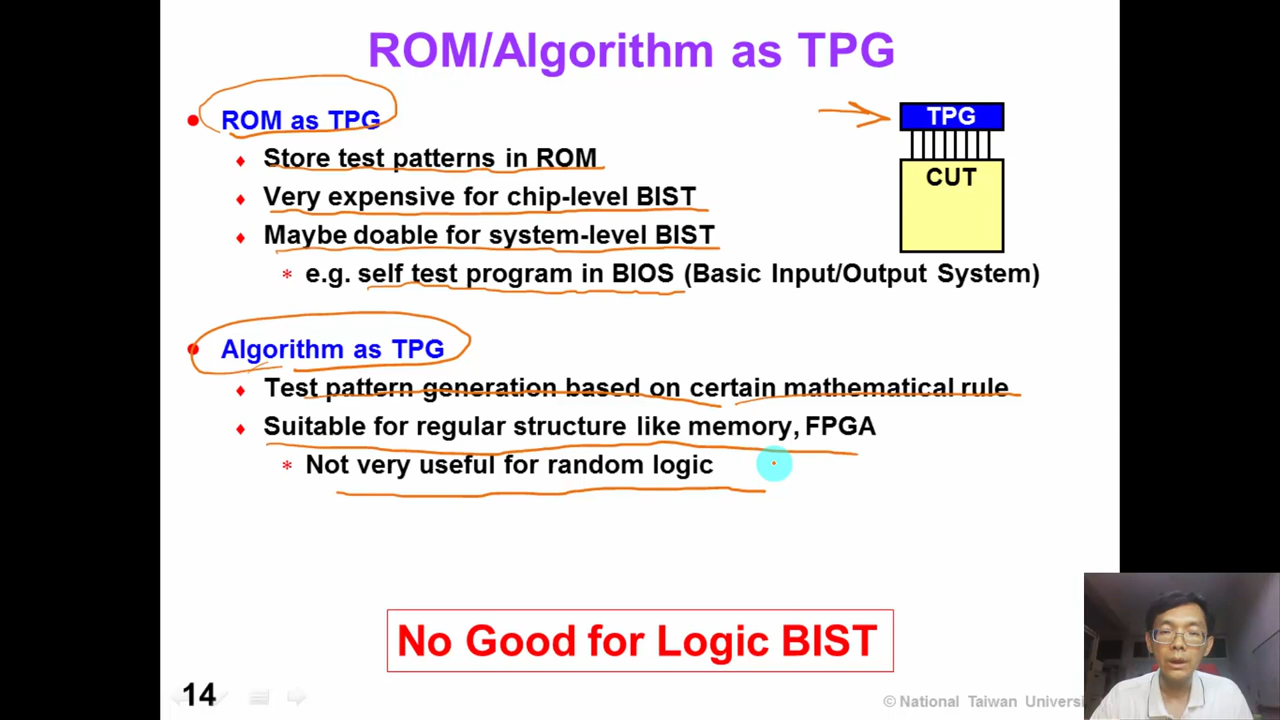 ROM/Algorithm as TPG
ROM as TPG
Store test patterns in ROM
Very expensive for chip-level BIST
Maybe doable for system-level BIST
* e.g. self test program in BIOS (Basic Input/Output System)
Algorithm as TPG
Test pattern generation based on certain mathematical rule
Suitable for regular structure like memory, FPGA
* Not very useful for random logic
TPG
CUT
No Good for Logic BIST
14
© National Taiwan